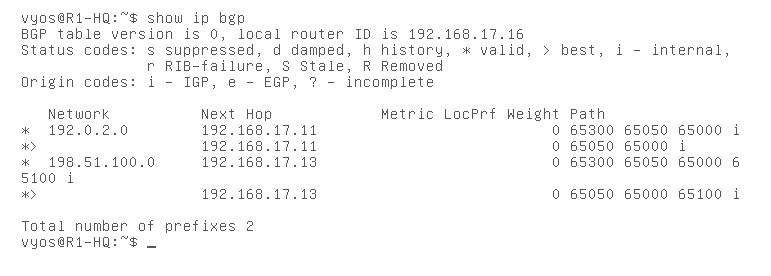 vyos@R1-HQ:~$ show ip bgp
BGP table version is 0, local router ID is 192.168.17.16
Status codes: s suppressed, d damped, h history, * valid, > best, i - internal,
              r RIB-failure, S Stale, R Removed
Origin codes: i - IGP, e - EGP, ? - incomplete

   Network          Next Hop            Metric LocPrf Weight Path
*  192.0.2.0        192.168.17.11                          0 65300 65050 65000 i
*>                  192.168.17.11                          0 65050 65000 i
*  198.51.100.0     192.168.17.13                          0 65300 65050 65000 6
5100 i
*>                  192.168.17.13                          0 65050 65000 65100 i

Total number of prefixes 2
vyos@R1-HQ:~$ _